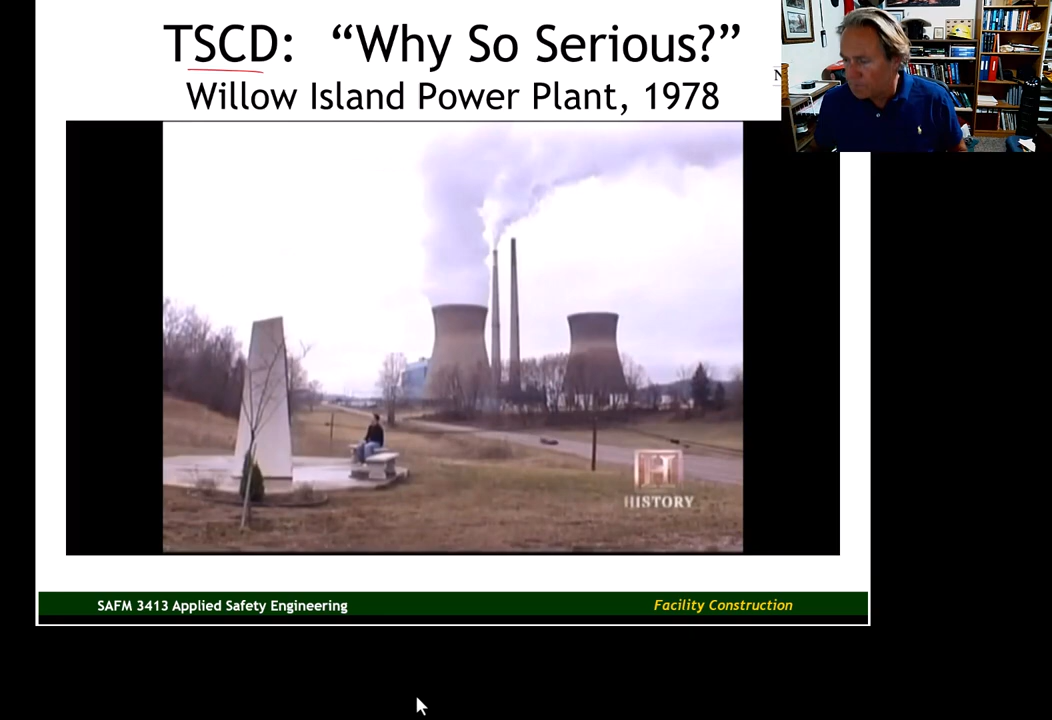 TSCD: “Why So Serious?”
Willow Island Power Plant, 1978
N
H
HISTORY
SAFM 3413 Applied Safety Engineering
Facility Construction